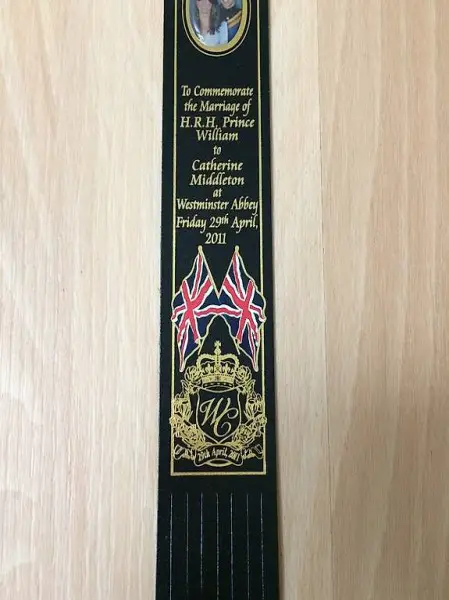 To Commemorate
the Marriage of
H.R.H. Prince
William
to
Catherine
Middleton
at
Westminster Abbey
Friday 29th April,
2011
WC
29th April, 2011